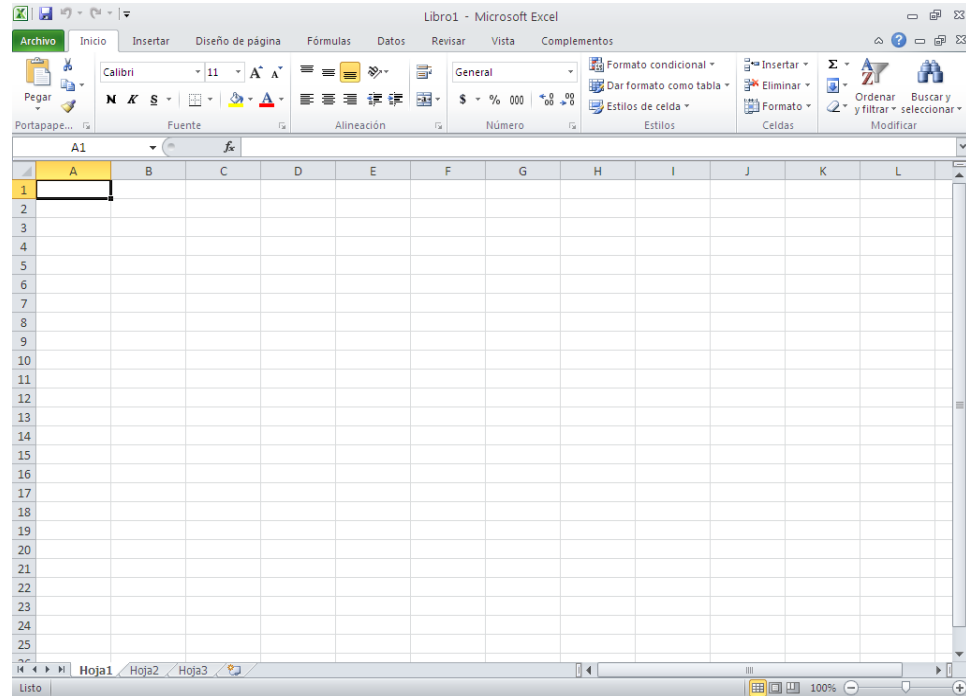 Libro1 - Microsoft Excel
Archivo Inicio Insertar Diseño de página Fórmulas Datos Revisar Vista Complementos
Calibri 11 General Formato condicional Insertar Σ
Pegar Dar formato como tabla Eliminar Ordenar y filtrar Buscar y seleccionar
N K S $ % 000 Estilos de celda Formato
Portapape... Fuente Alineación Número Estilos Celdas Modificar
A1 fx
A B C D E F G H I J K L
1
2
3
4
5
6
7
8
9
10
11
12
13
14
15
16
17
18
19
20
21
22
23
24
25
Hoja1 Hoja2 Hoja3
Listo 100%